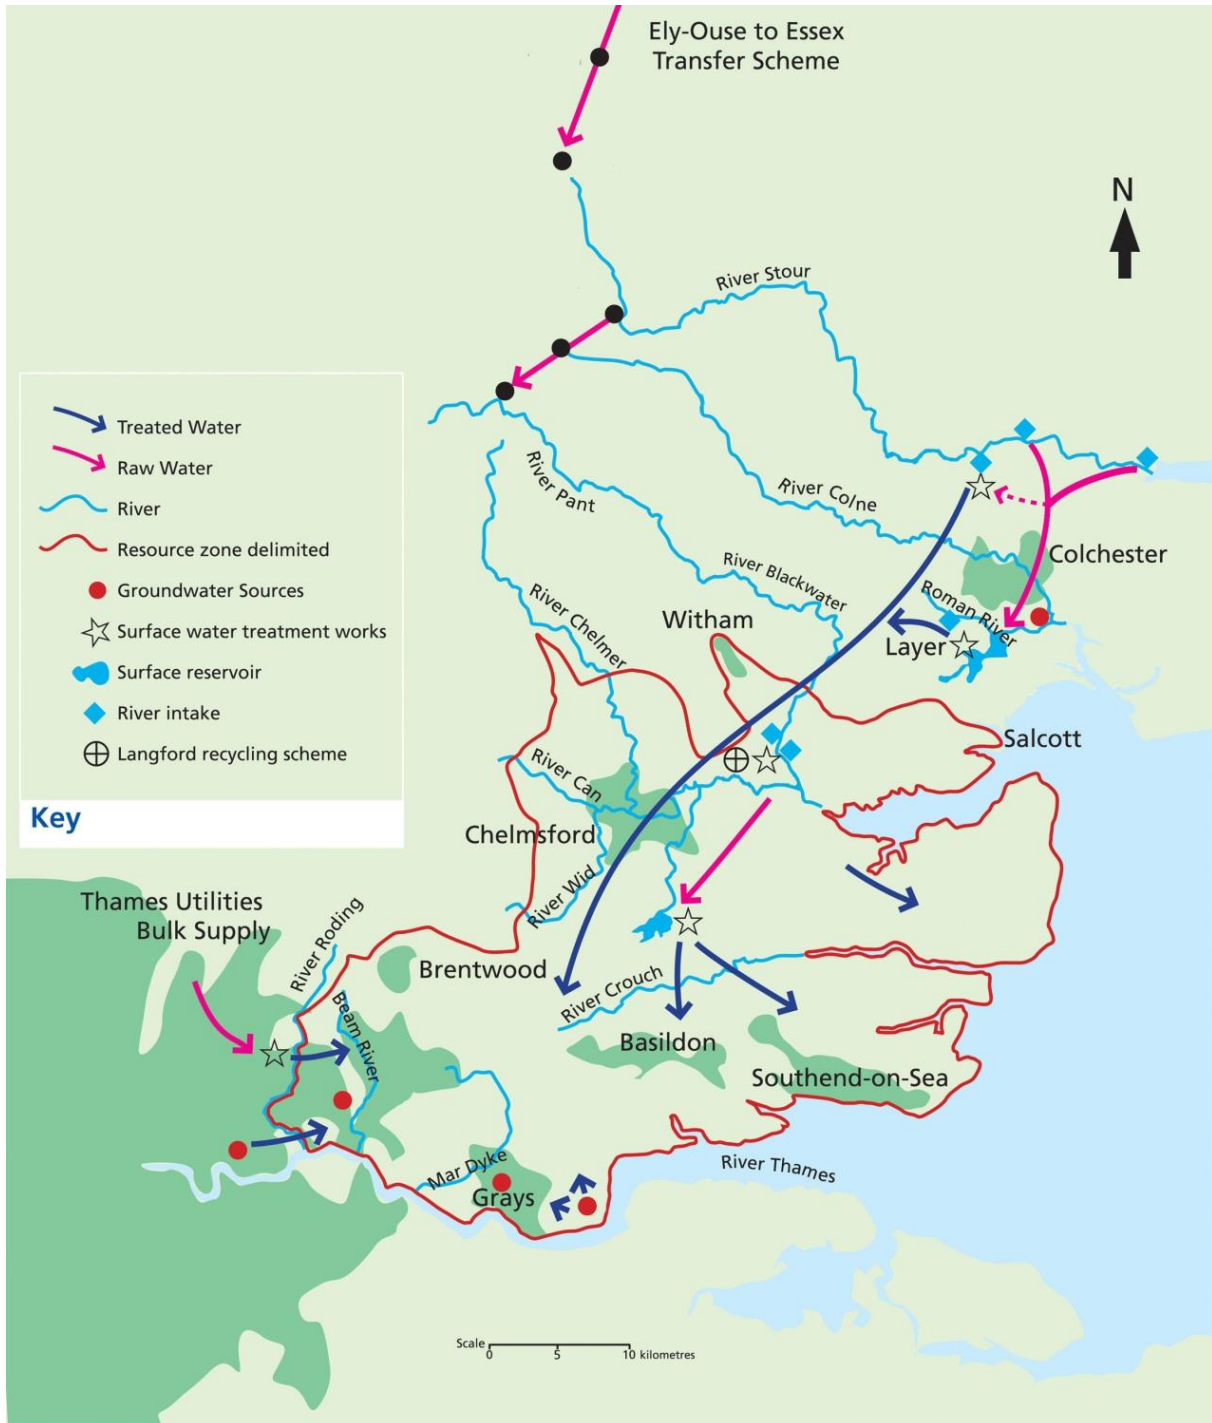 Ely-Ouse to Essex
Transfer Scheme
N
River Stour
Treated Water
Raw Water
River
Resource zone delimited
Groundwater Sources
Surface water treatment works
Surface reservoir
River intake
Langford recycling scheme
Key
River Pant
River Colne
Colchester
River Blackwater
Roman River
River Chelmer
Witham
Layer
Salcott
River Can
Chelmsford
River Wid
Thames Utilities
Bulk Supply
River Roding
Brentwood
River Crouch
Beam River
Basildon
Southend-on-Sea
Mar Dyke
Grays
River Thames
Scale
0 5 10 kilometres